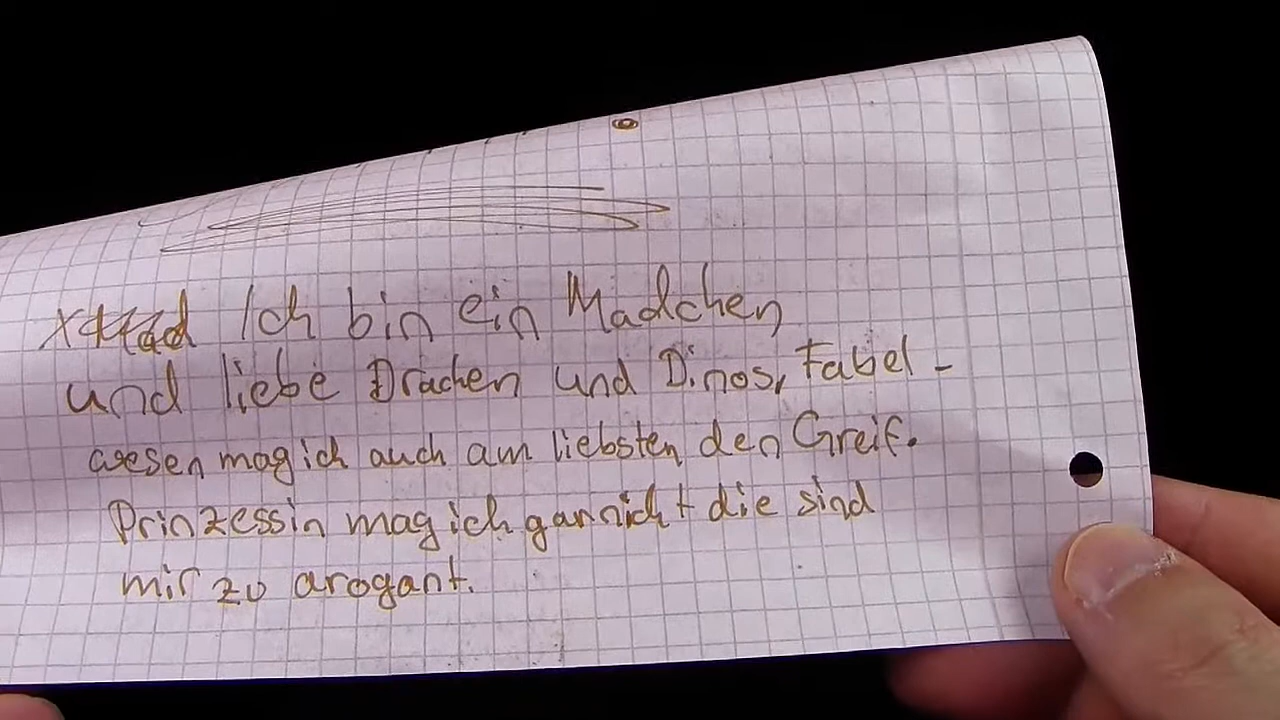 Ich bin ein Madchen
und liebe Drachen und Dinos, Fabel-
wesen mag ich auch am liebsten den Greif.
Prinzessin mag ich garnicht die sind
mir zu arogant.